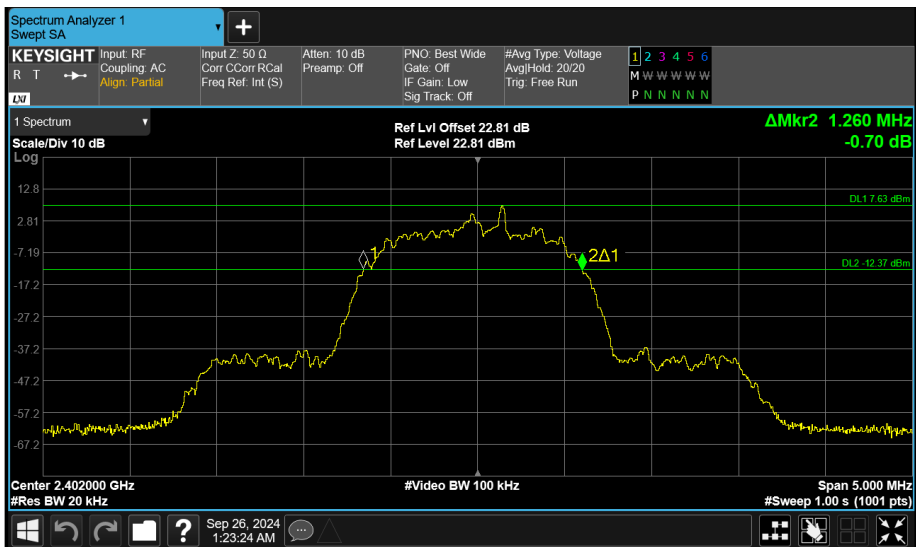 Spectrum Analyzer 1
Swept SA
KEYSIGHT
R T
LXI
Input: RF
Coupling: AC
Align: Partial
Input Z: 50 Ω
Corr CCorr RCal
Freq Ref: Int (S)
Atten: 10 dB
Preamp: Off
PNO: Best Wide
Gate: Off
IF Gain: Low
Sig Track: Off
#Avg Type: Voltage
Avg|Hold: 20/20
Trig: Free Run
1 2 3 4 5 6
M W W W W W
P N N N N N
1 Spectrum
Scale/Div 10 dB
Ref Lvl Offset 22.81 dB
Ref Level 22.81 dBm
ΔMkr2 1.260 MHz
-0.70 dB
Log
12.8
DL1 7.63 dBm
2.81
-7.19
1
2Δ1
DL2 -12.37 dBm
-17.2
-27.2
-37.2
-47.2
-57.2
-67.2
Center 2.402000 GHz
#Video BW 100 kHz
Span 5.000 MHz
#Res BW 20 kHz
#Sweep 1.00 s (1001 pts)
?
Sep 26, 2024
1:23:24 AM